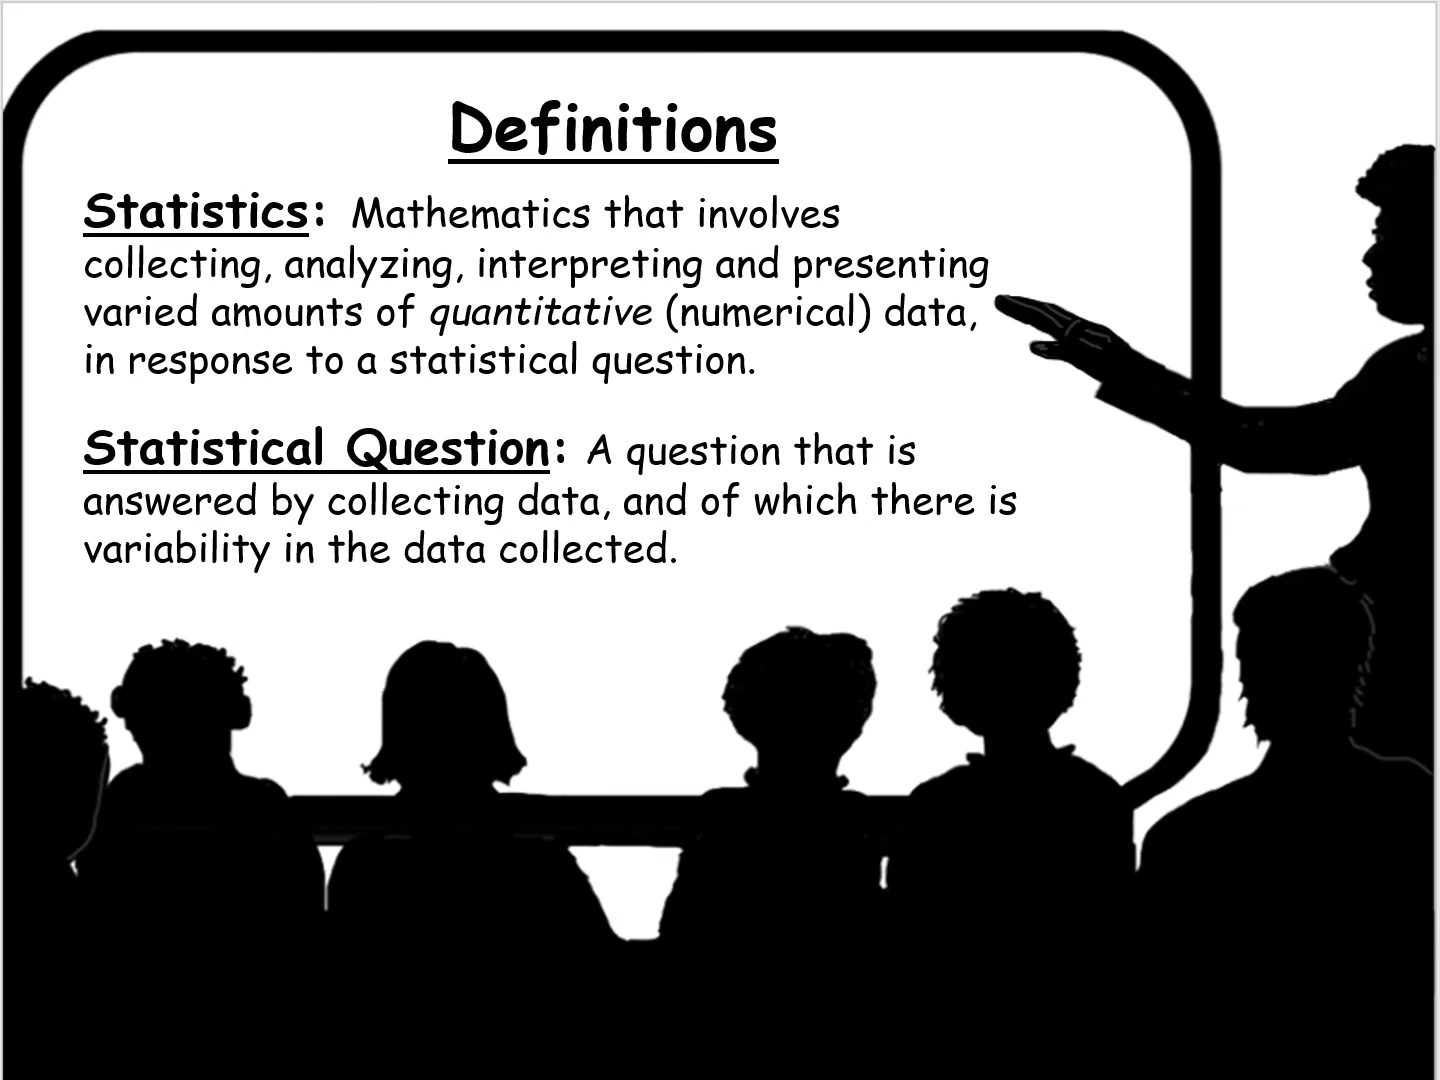 Definitions
Statistics: Mathematics that involves
collecting, analyzing, interpreting and presenting
varied amounts of quantitative (numerical) data,
in response to a statistical question.
Statistical Question: A question that is
answered by collecting data, and of which there is
variability in the data collected.